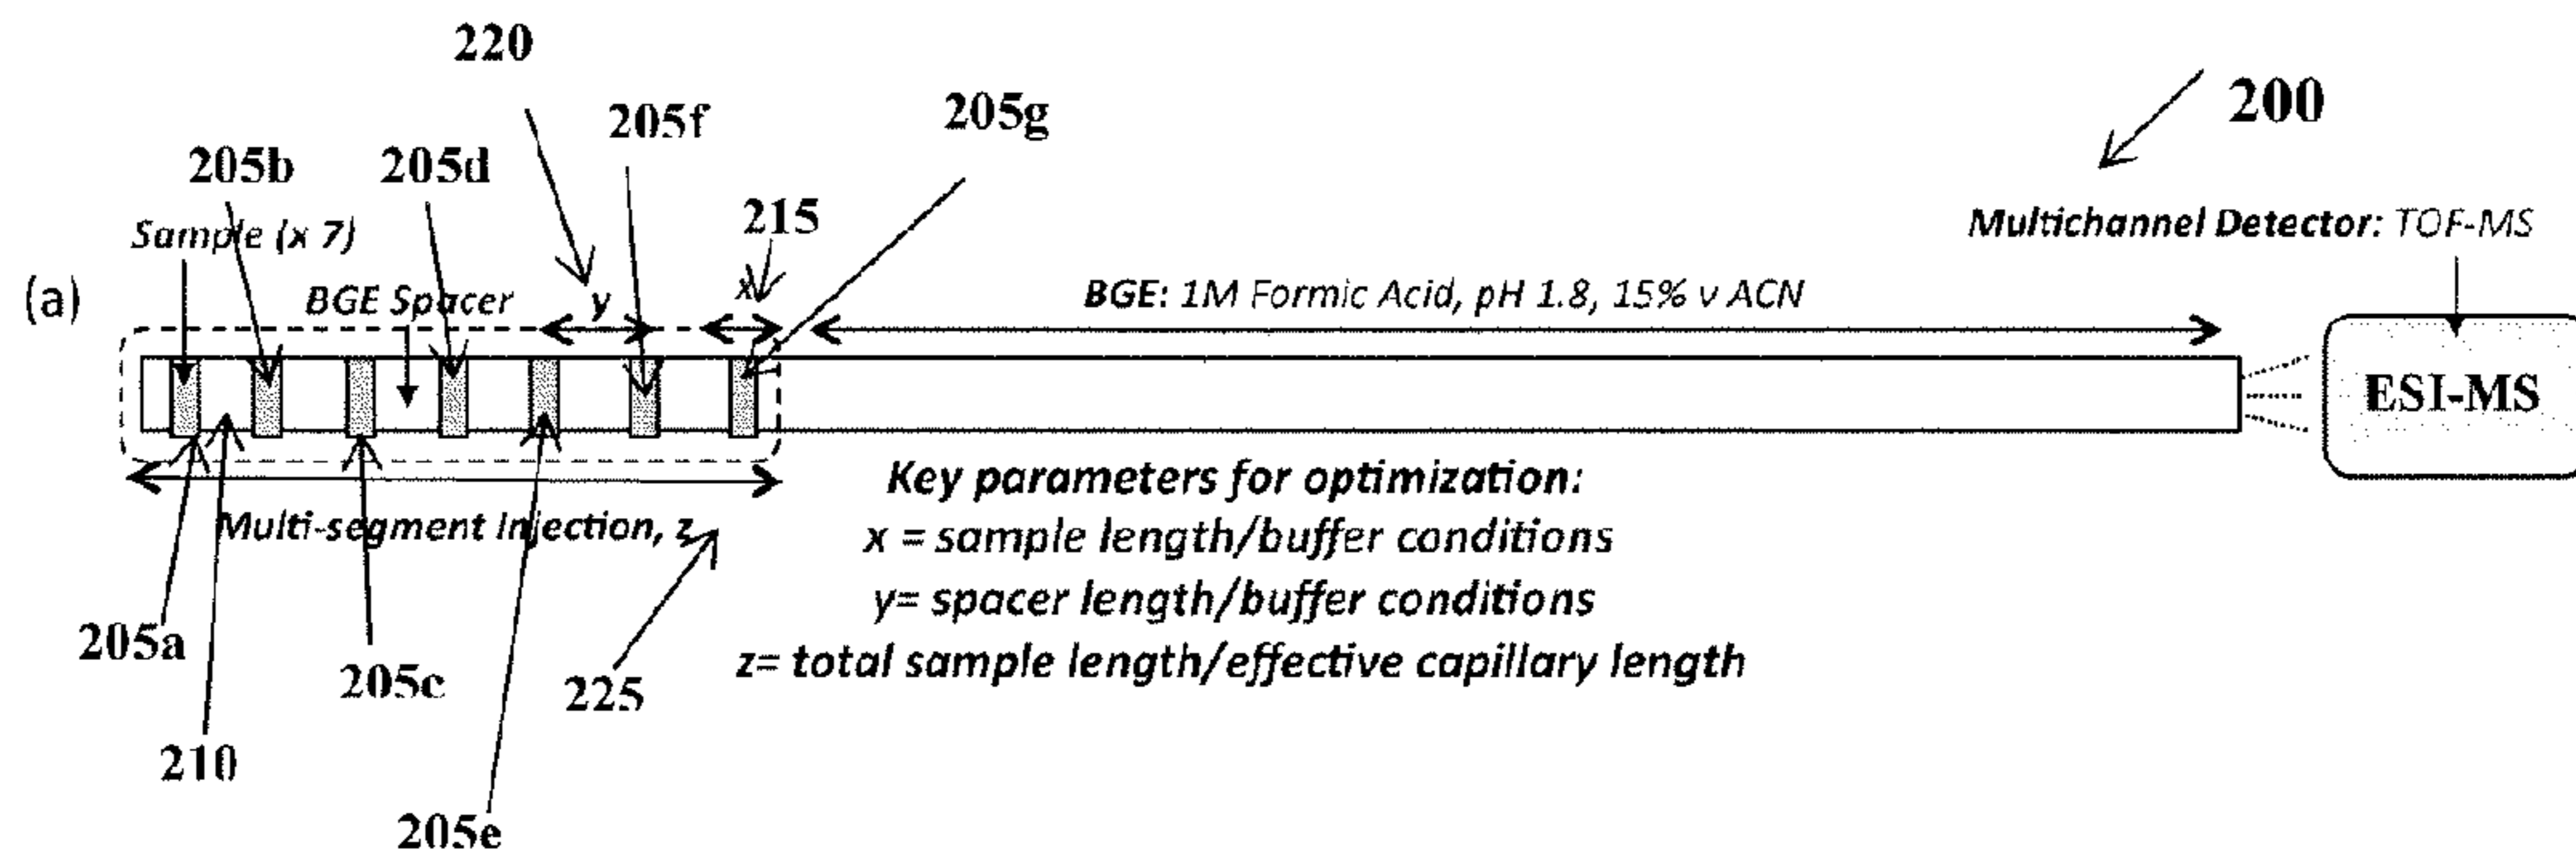 220
200
205f
205g
205b
205d
215
Sample (x 7)
Multichannel Detector: TOF-MS
(a)
BGE Spacer
y
x
BGE: 1M Formic Acid, pH 1.8, 15% v ACN
ESI-MS
Key parameters for optimization:
Multi-segment Injection, z
x = sample length/buffer conditions
y= spacer length/buffer conditions
205a
z= total sample length/effective capillary length
205c
225
210
205e